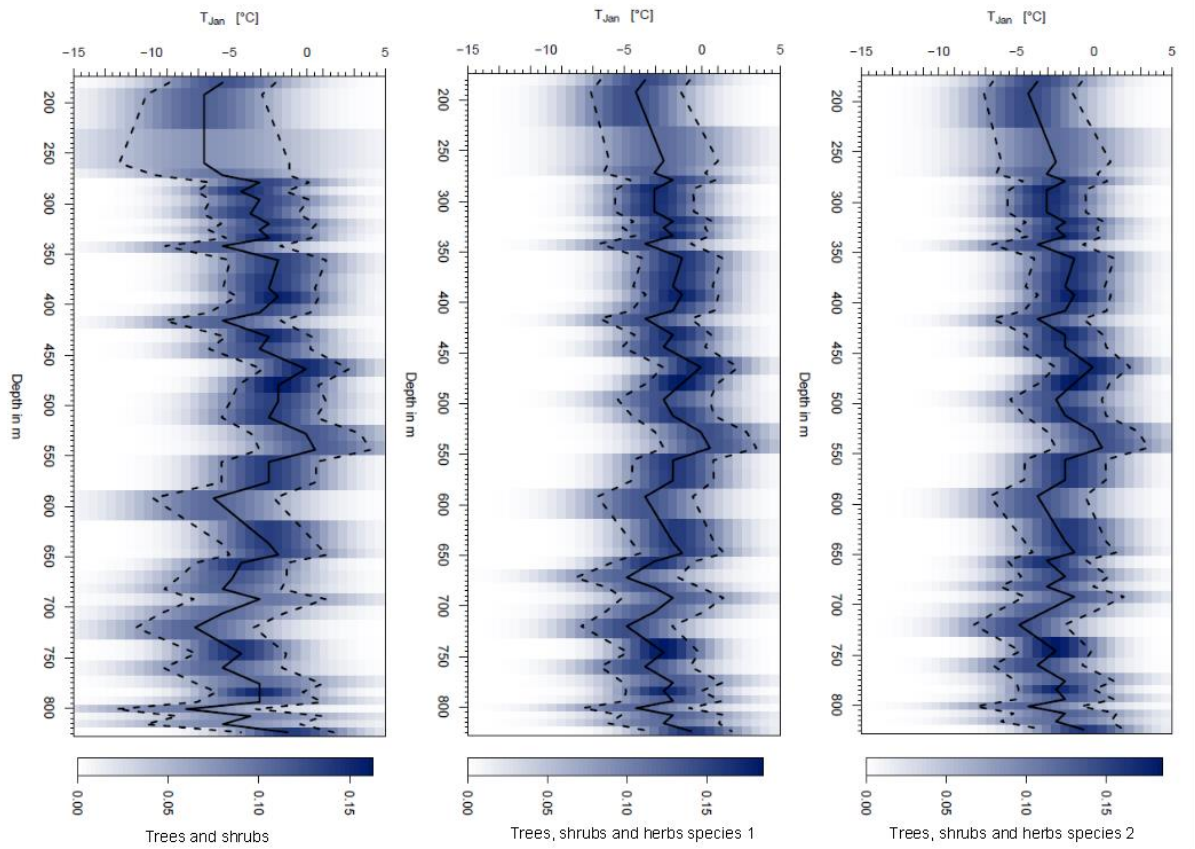 T_Jan [°C]
−15 −10 −5 0 5
200
250
300
350
400
450
500
550
600
650
700
750
800
Depth in m
0.00 0.05 0.10 0.15
Trees and shrubs
T_Jan [°C]
−15 −10 −5 0 5
200
250
300
350
400
450
500
550
600
650
700
750
800
Depth in m
0.00 0.05 0.10 0.15
Trees, shrubs and herbs species 1
T_Jan [°C]
−15 −10 −5 0 5
200
250
300
350
400
450
500
550
600
650
700
750
800
Depth in m
0.00 0.05 0.10 0.15
Trees, shrubs and herbs species 2